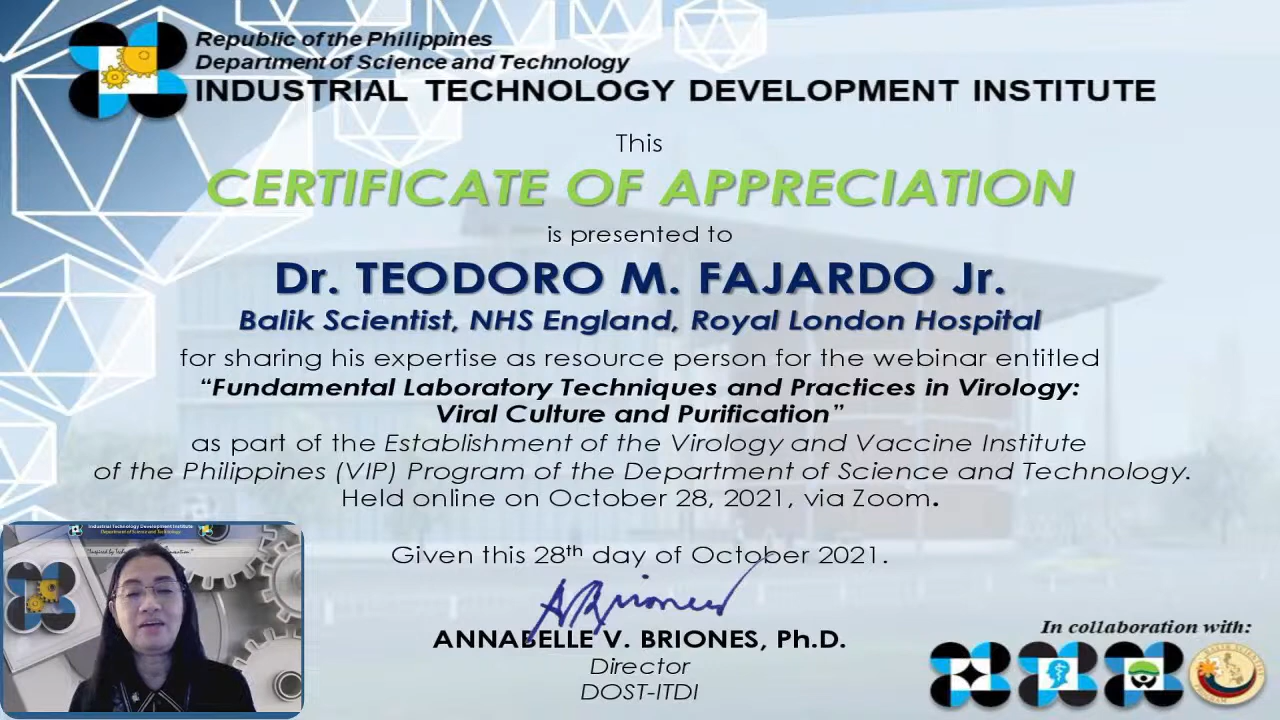 Republic of the Philippines
Department of Science and Technology
INDUSTRIAL TECHNOLOGY DEVELOPMENT INSTITUTE
This
CERTIFICATE OF APPRECIATION
is presented to
Dr. TEODORO M. FAJARDO Jr.
Balik Scientist, NHS England, Royal London Hospital
for sharing his expertise as resource person for the webinar entitled
“Fundamental Laboratory Techniques and Practices in Virology:
Viral Culture and Purification”
as part of the Establishment of the Virology and Vaccine Institute
of the Philippines (VIP) Program of the Department of Science and Technology.
Held online on October 28, 2021, via Zoom.
Given this 28th day of October 2021.
ABriones
ANNABELLE V. BRIONES, Ph.D.
Director
DOST-ITDI
Industrial Technology Development Institute
Department of Science and Technology
In collaboration with:
BALIK SCIENTIST
PROGRAM